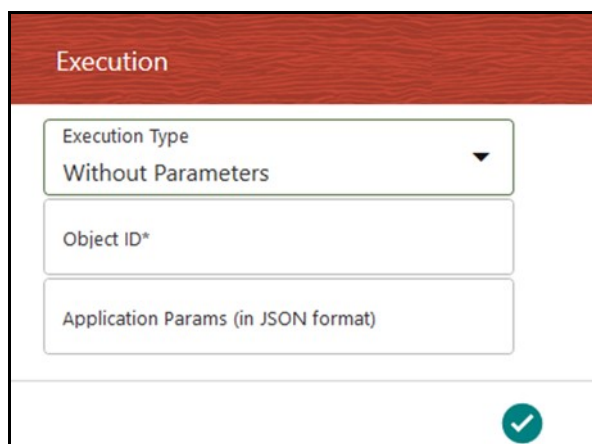 Execution
Execution Type
Without Parameters
Object ID*
Application Params (in JSON format)